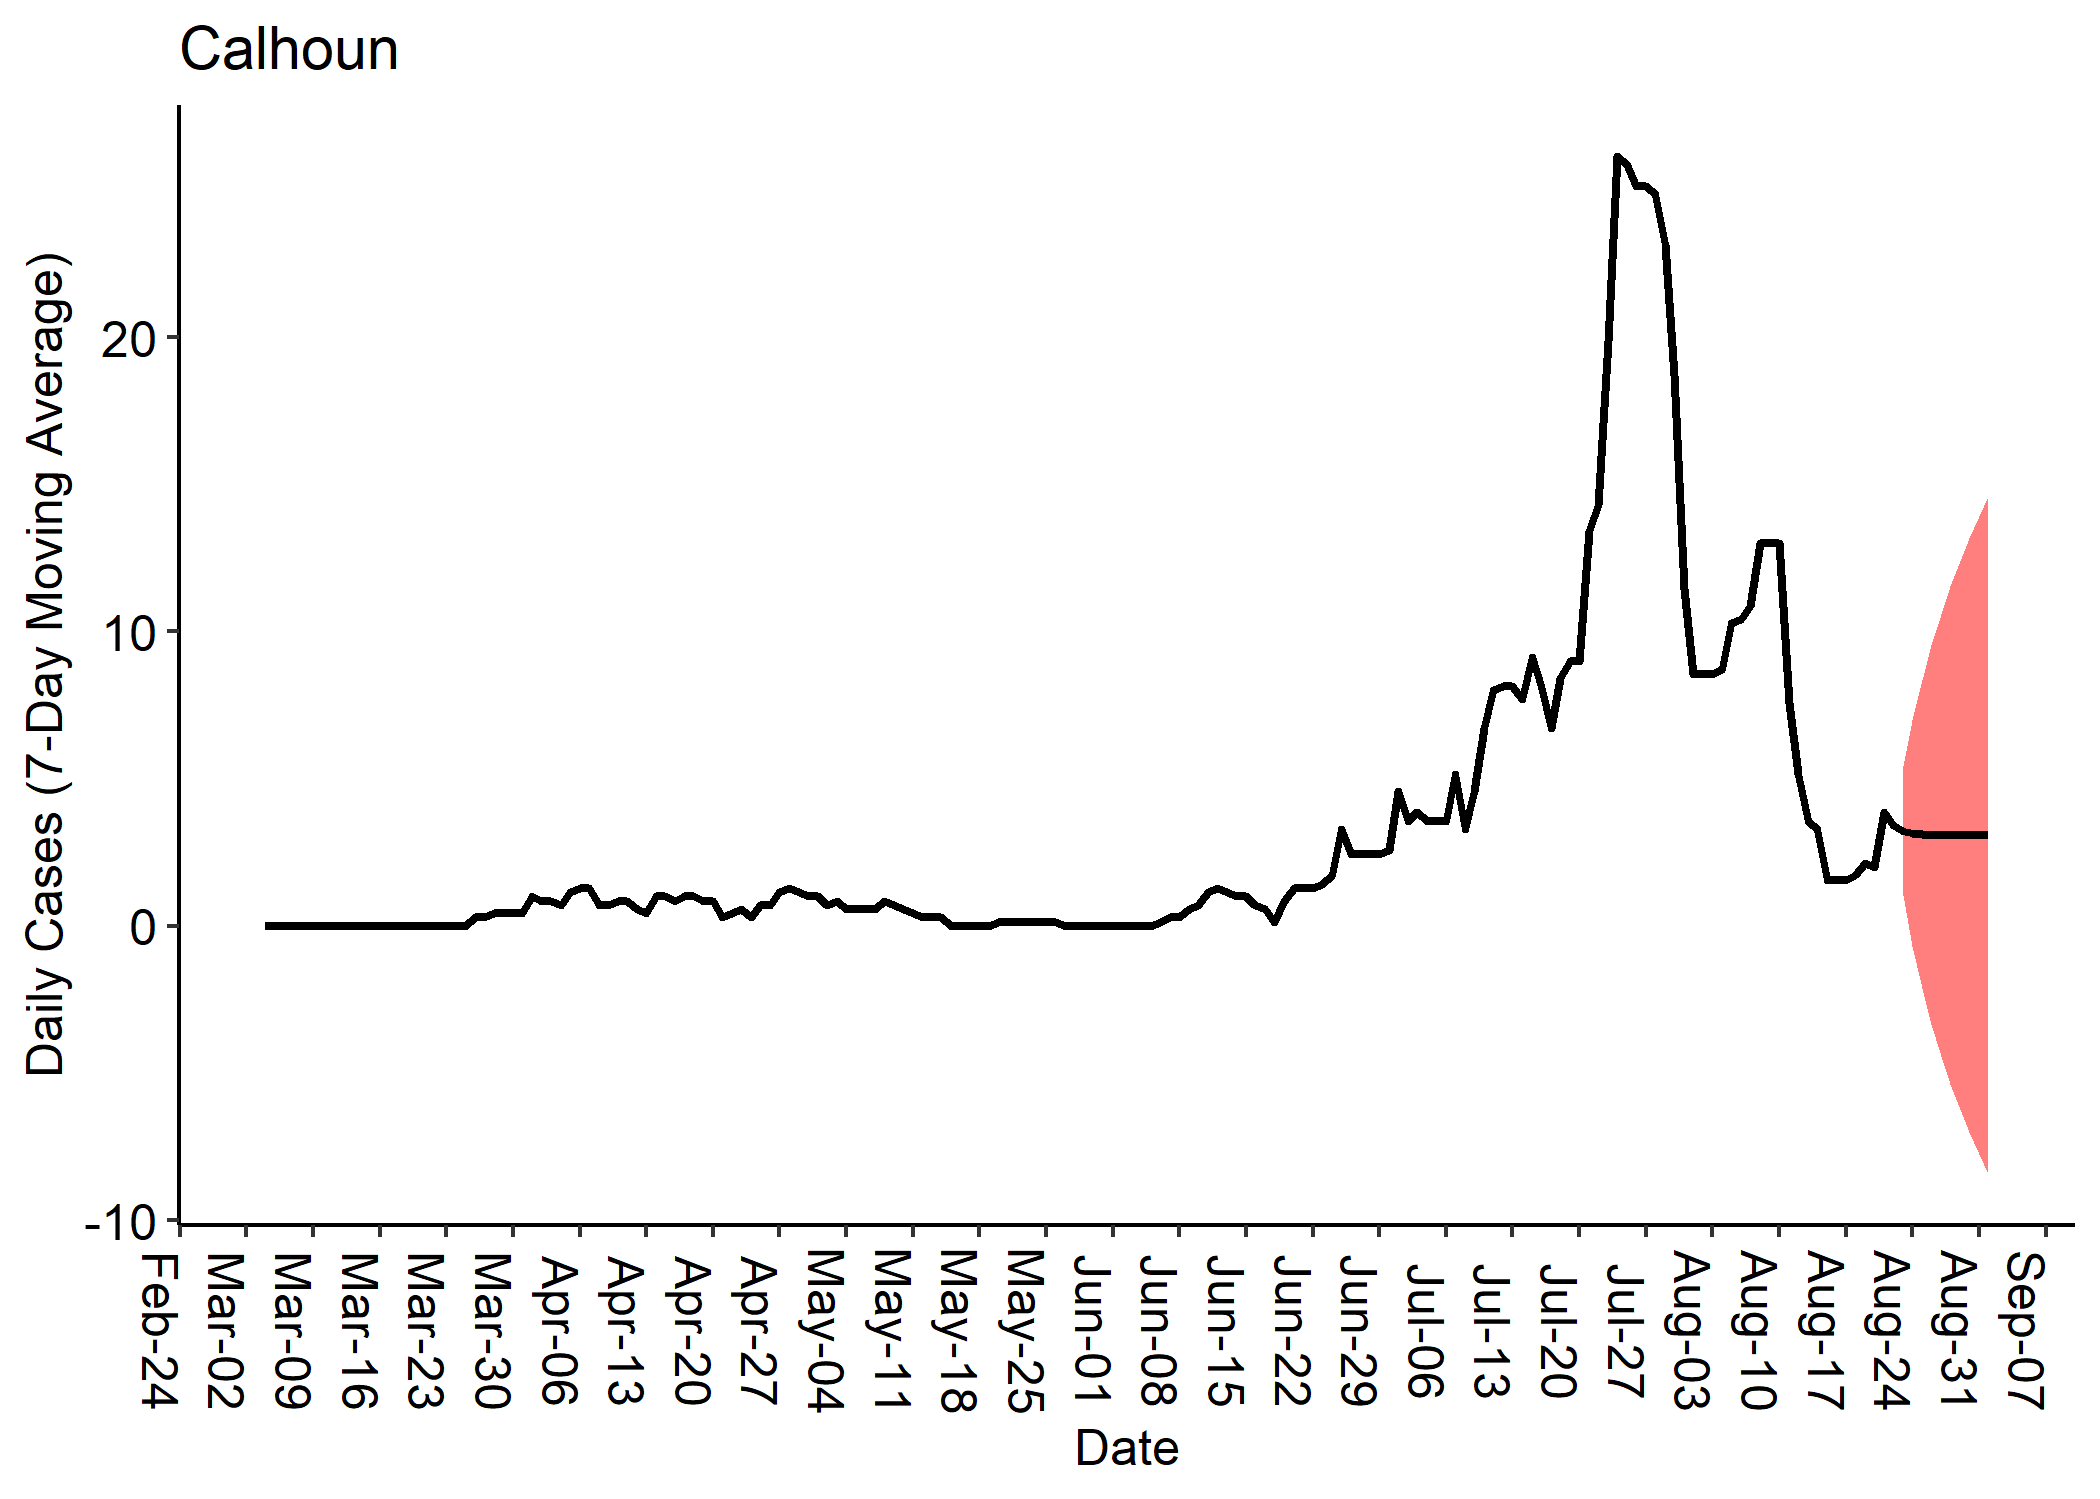 Calhoun
Daily Cases (7-Day Moving Average)
20
10
0
-10
Feb-24
Mar-02
Mar-09
Mar-16
Mar-23
Mar-30
Apr-06
Apr-13
Apr-20
Apr-27
May-04
May-11
May-18
May-25
Jun-01
Jun-08
Jun-15
Jun-22
Jun-29
Jul-06
Jul-13
Jul-20
Jul-27
Aug-03
Aug-10
Aug-17
Aug-24
Aug-31
Sep-07
Date